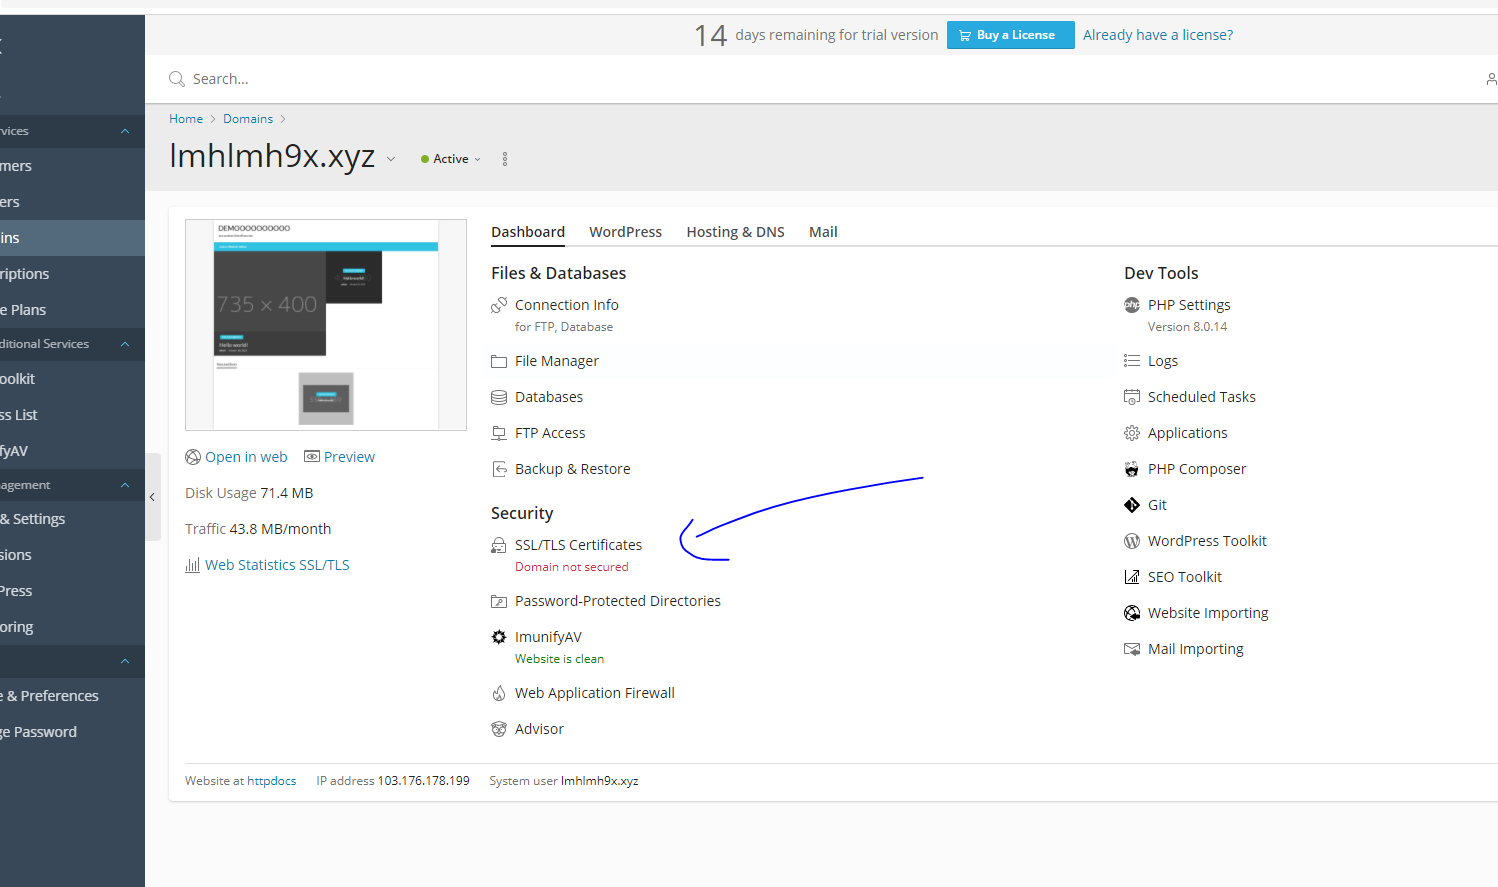 14 days remaining for trial version Buy a License Already have a license?
Search...
Home > Domains >
lmhlmh9x.xyz Active
vices
mers
ers
ins
riptions
e Plans
ditional Services
oolkit
ss List
fyAV
agement
& Settings
sions
Press
oring
e & Preferences
ge Password
DEMOOOOOOOOOO
735 × 400
Hello world!
Open in web Preview
Disk Usage 71.4 MB
Traffic 43.8 MB/month
Web Statistics SSL/TLS
Dashboard WordPress Hosting & DNS Mail
Files & Databases
Connection Info
for FTP, Database
File Manager
Databases
FTP Access
Backup & Restore
Security
SSL/TLS Certificates
Domain not secured
Password-Protected Directories
ImunifyAV
Website is clean
Web Application Firewall
Advisor
Dev Tools
php PHP Settings
Version 8.0.14
Logs
Scheduled Tasks
Applications
PHP Composer
Git
WordPress Toolkit
SEO Toolkit
Website Importing
Mail Importing
Website at httpdocs IP address 103.176.178.199 System user lmhlmh9x.xyz